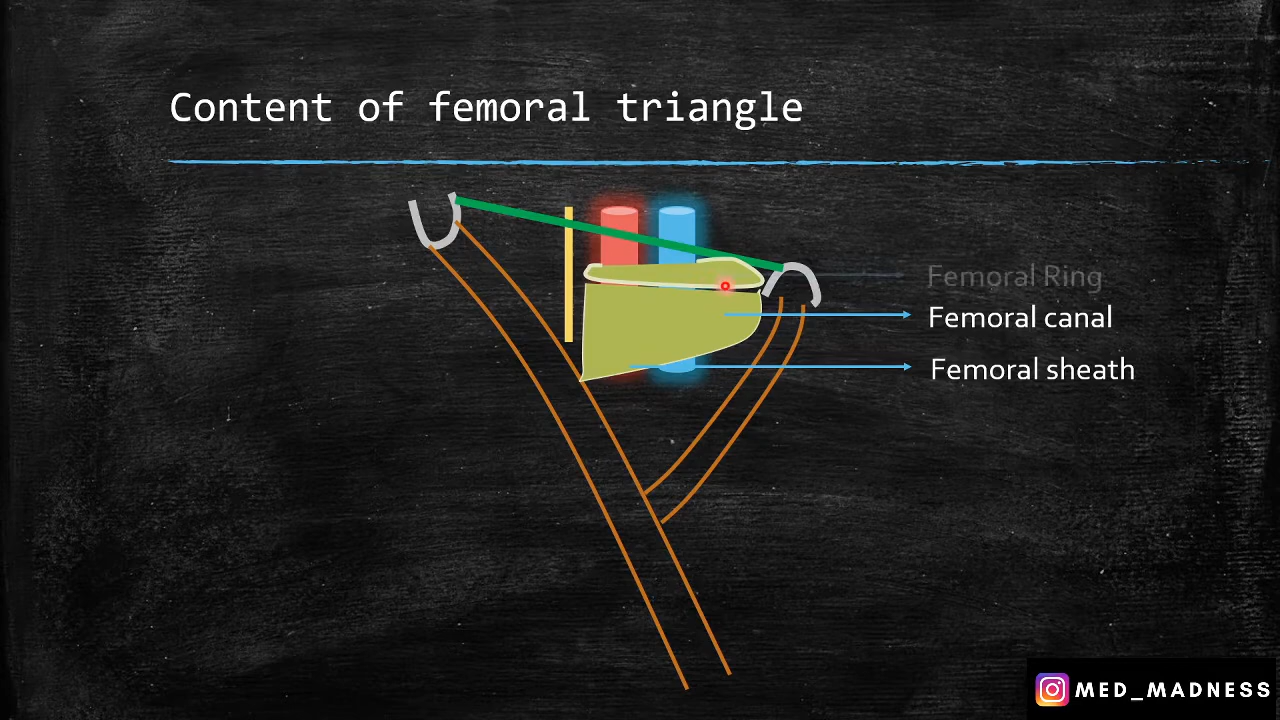 Content of femoral triangle
Femoral Ring
Femoral canal
Femoral sheath
MED_MADNESS